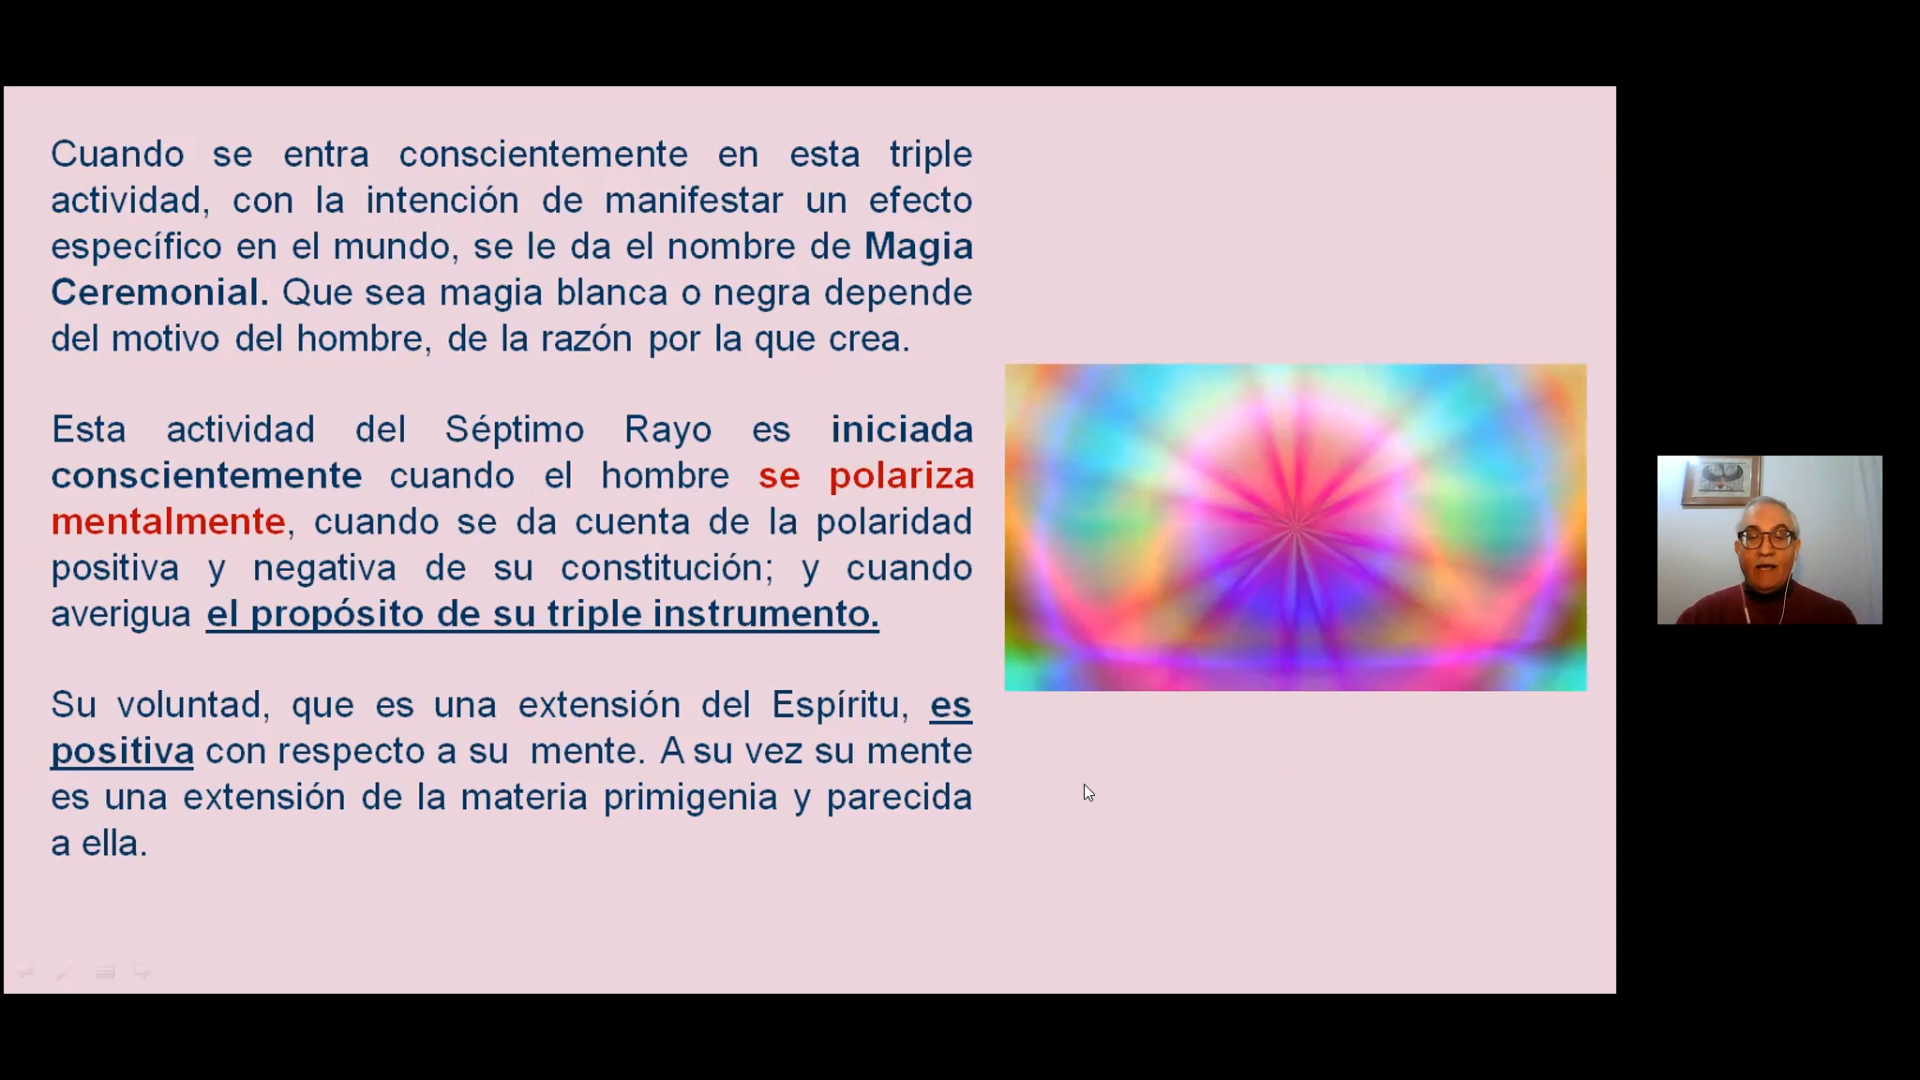 Cuando se entra conscientemente en esta triple
actividad, con la intención de manifestar un efecto
específico en el mundo, se le da el nombre de Magia
Ceremonial. Que sea magia blanca o negra depende
del motivo del hombre, de la razón por la que crea.
Esta actividad del Séptimo Rayo es iniciada
conscientemente cuando el hombre se polariza
mentalmente, cuando se da cuenta de la polaridad
positiva y negativa de su constitución; y cuando
averigua el propósito de su triple instrumento.
Su voluntad, que es una extensión del Espíritu, es
positiva con respecto a su mente. A su vez su mente
es una extensión de la materia primigenia y parecida
a ella.